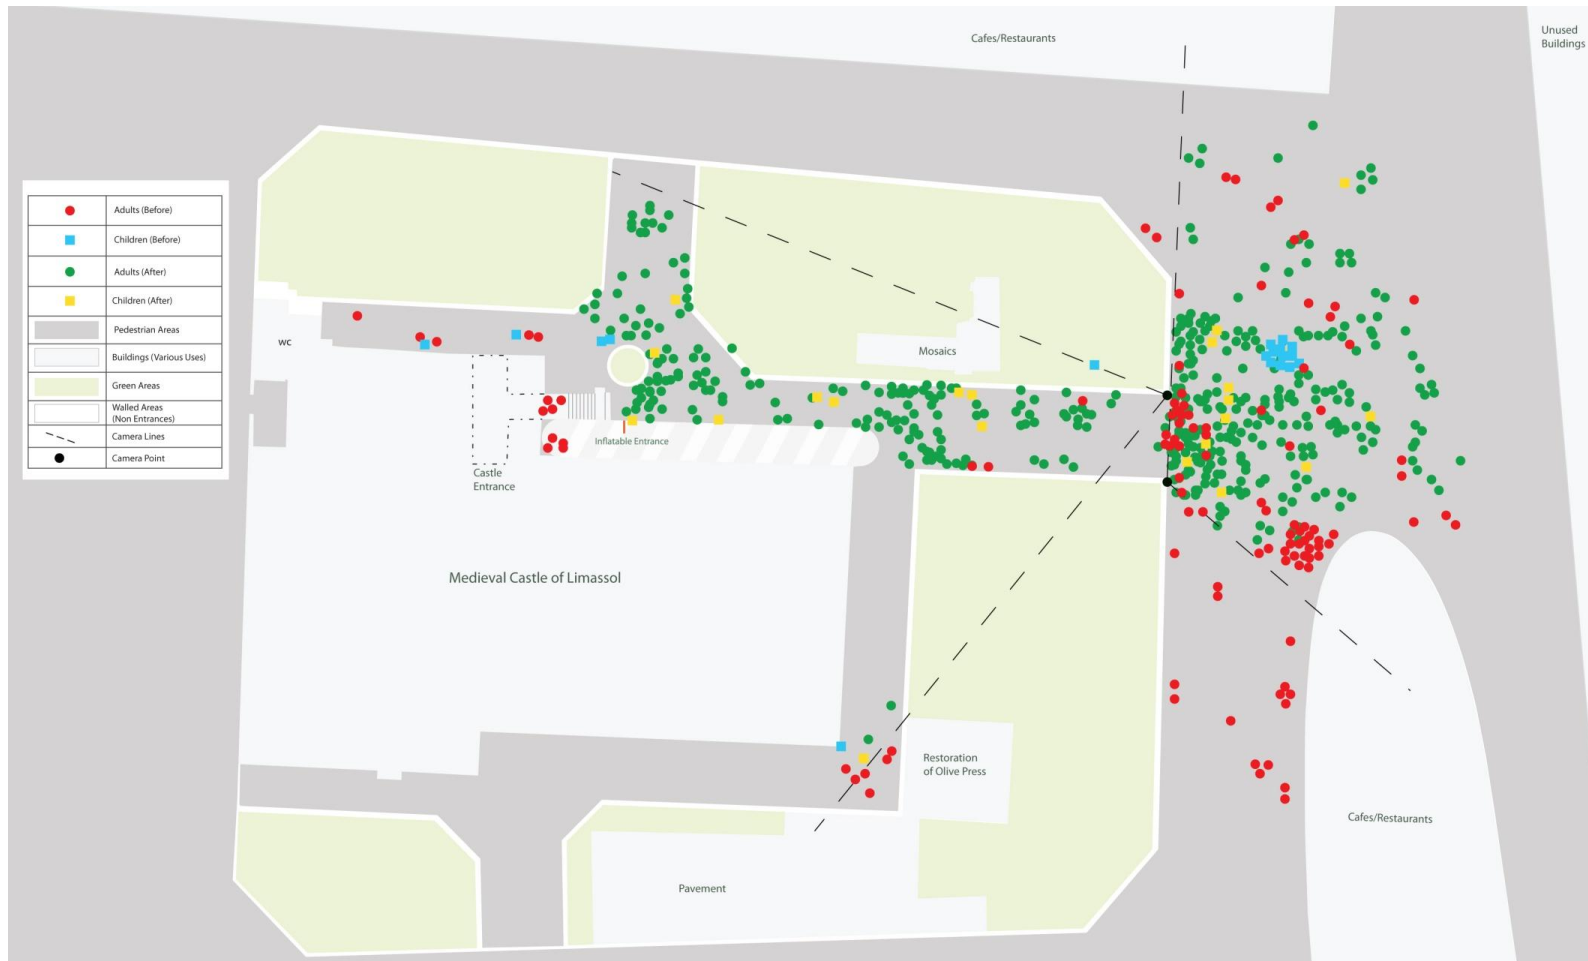 Cafes/Restaurants
Unused
Buildings
Adults (Before)
Children (Before)
Adults (After)
Children (After)
Pedestrian Areas
Buildings (Various Uses)
Green Areas
Walled Areas
(Non Entrances)
Camera Lines
Camera Point
WC
Mosaics
Inflatable Entrance
Castle
Entrance
Medieval Castle of Limassol
Restoration
of Olive Press
Cafes/Restaurants
Pavement